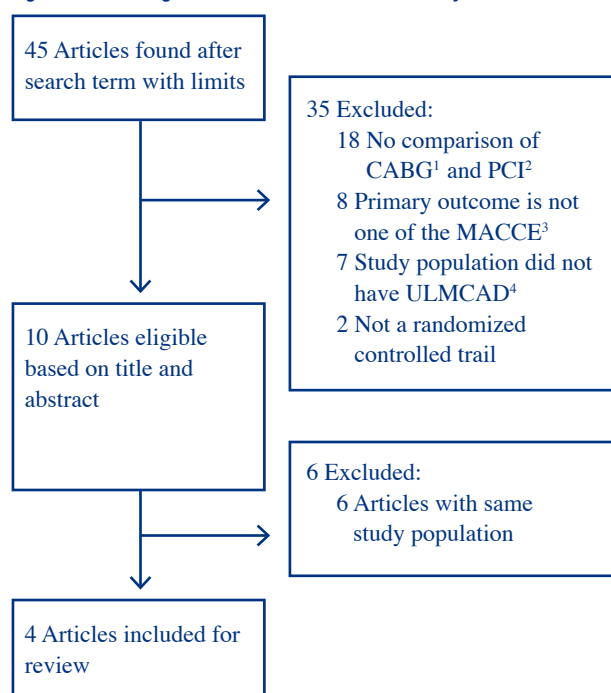 45 Articles found after
search term with limits
35 Excluded:
18 No comparison of
CABG¹ and PCI²
8 Primary outcome is not
one of the MACCE³
7 Study population did not
have ULMCAD⁴
2 Not a randomized
controlled trail
10 Articles eligible
based on title and
abstract
6 Excluded:
6 Articles with same
study population
4 Articles included for
review